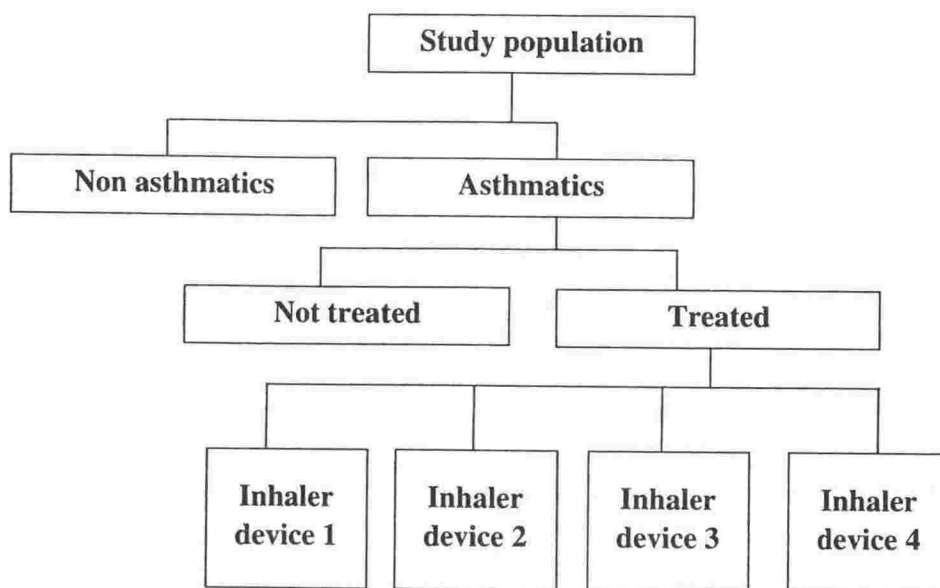 Study population
Non asthmatics
Asthmatics
Not treated
Treated
Inhaler
device 1
Inhaler
device 2
Inhaler
device 3
Inhaler
device 4